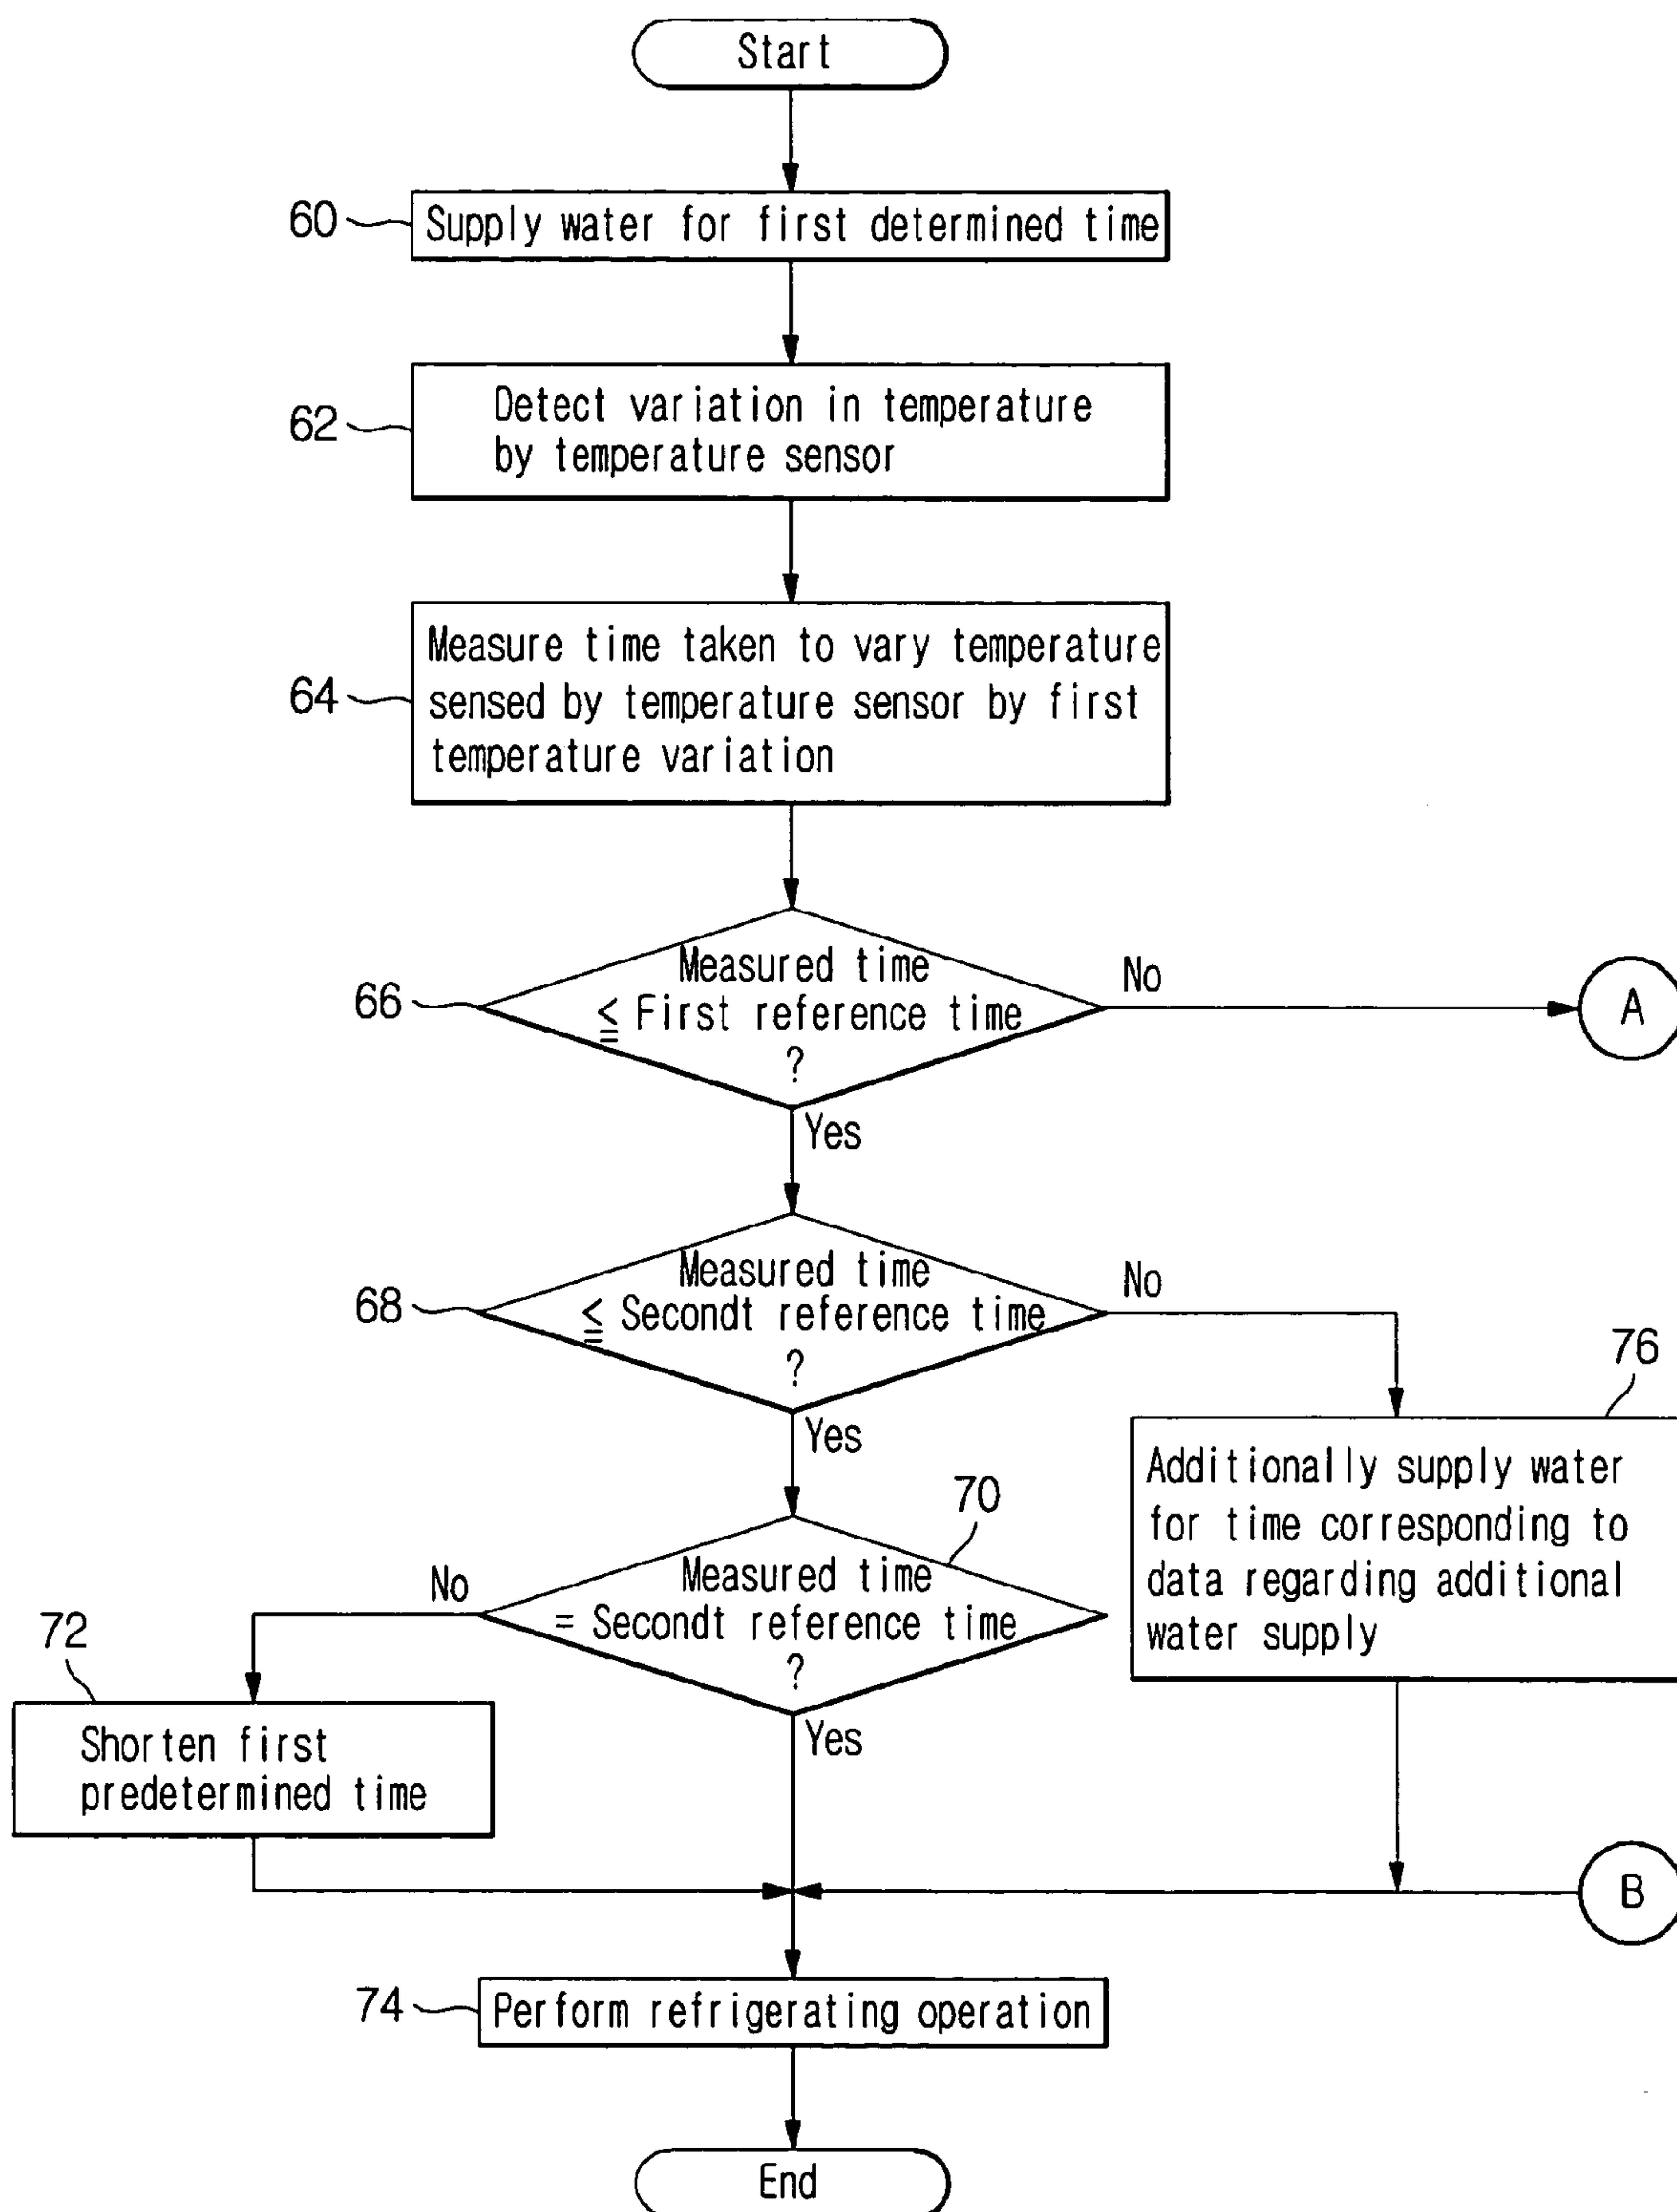 Start
60
Supply water for first determined time
62
Detect variation in temperature
by temperature sensor
64
Measure time taken to vary temperature
sensed by temperature sensor by first
temperature variation
66
Measured time
≦ First reference time
?
No
A
Yes
68
Measured time
≦ Secondt reference time
?
No
Yes
76
Additionally supply water
for time corresponding to
data regarding additional
water supply
70
Measured time
= Secondt reference time
?
No
Yes
72
Shorten first
predetermined time
B
74
Perform refrigerating operation
End